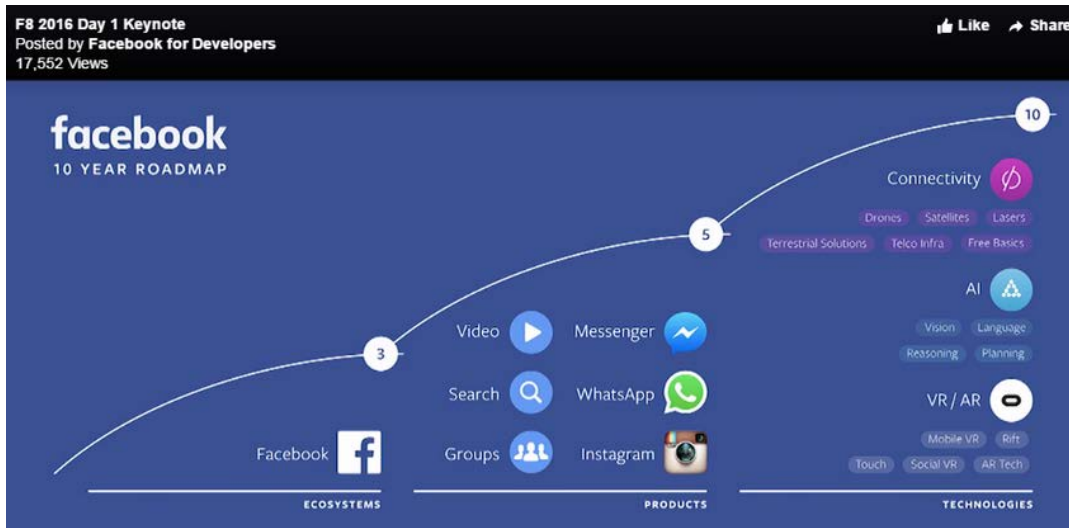 F8 2016 Day 1 Keynote
Posted by Facebook for Developers
17,552 Views
Like Share
facebook
10 YEAR ROADMAP
3
Facebook
ECOSYSTEMS
5
Video Messenger
Search WhatsApp
Groups Instagram
PRODUCTS
10
Connectivity
Drones Satellites Lasers
Terrestrial Solutions Telco Infra Free Basics
AI
Vision Language
Reasoning Planning
VR / AR
Mobile VR Rift
Touch Social VR AR Tech
TECHNOLOGIES